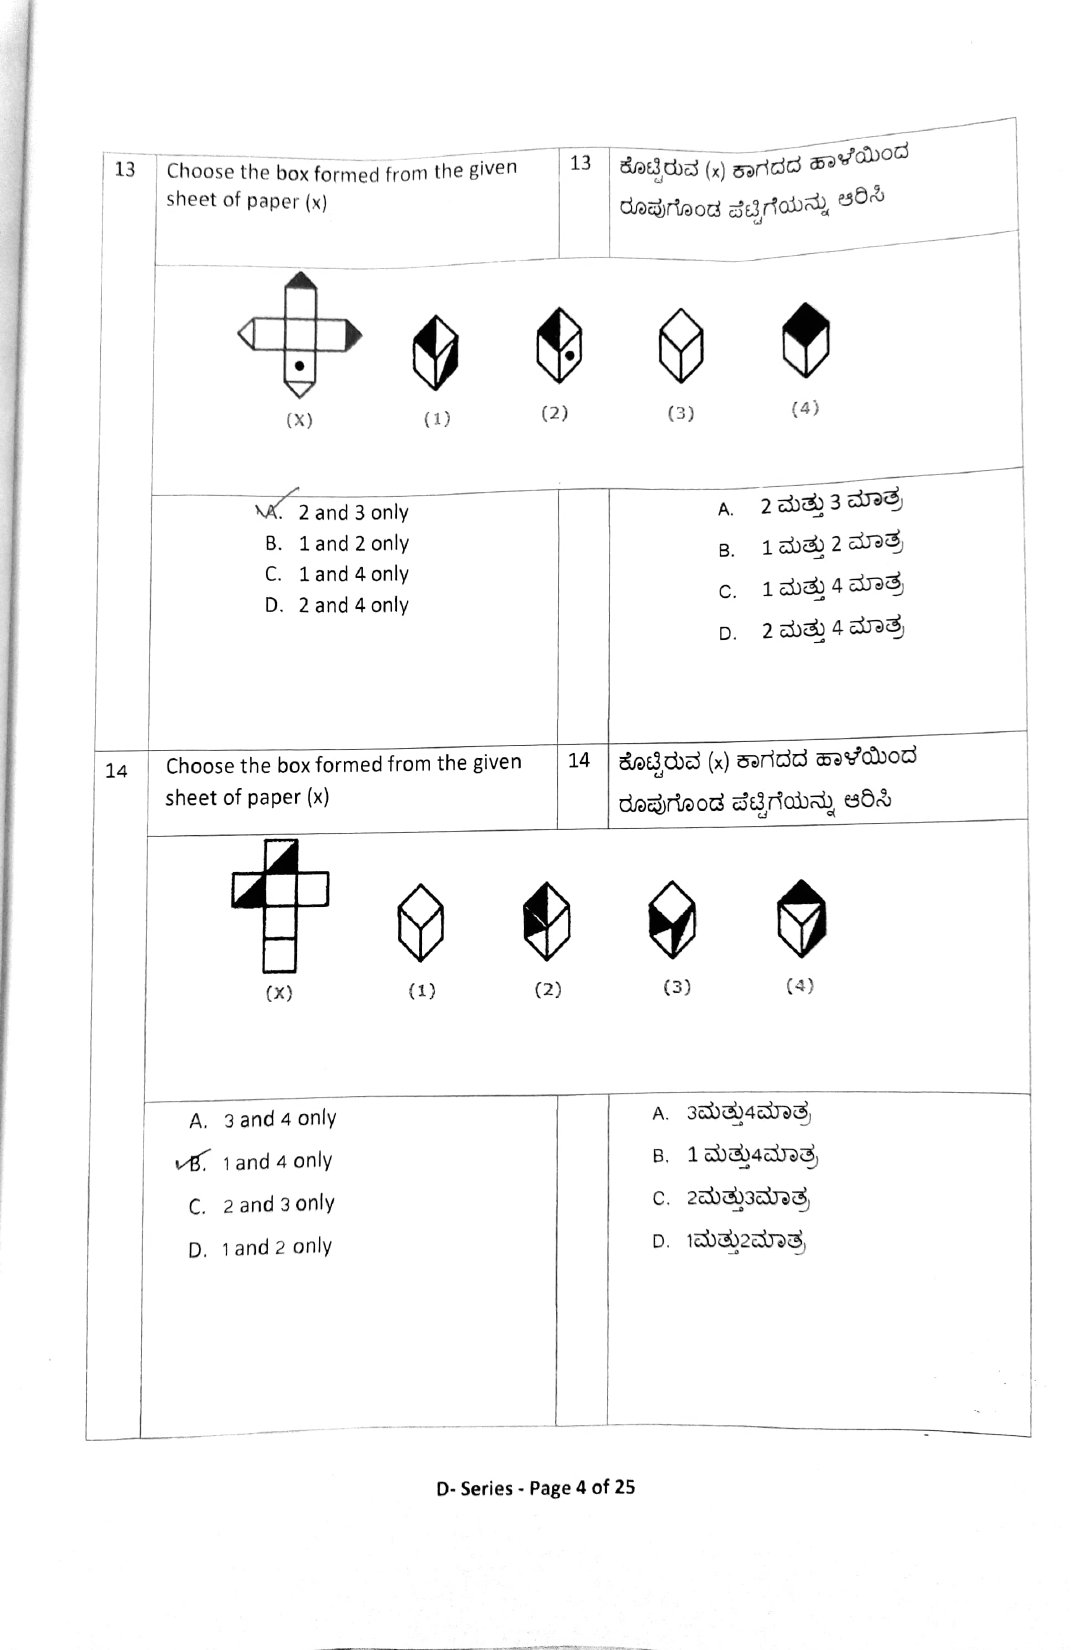 13 Choose the box formed from the given
sheet of paper (x)
13 ಕೊಟ್ಟಿರುವ (x) ಕಾಗದದ ಹಾಳೆಯಿಂದ
ರೂಪುಗೊಂಡ ಪೆಟ್ಟಿಗೆಯನ್ನು ಆರಿಸಿ
(X) (1) (2) (3) (4)
A. 2 and 3 only
B. 1 and 2 only
C. 1 and 4 only
D. 2 and 4 only
A. 2 ಮತ್ತು 3 ಮಾತ್ರ
B. 1 ಮತ್ತು 2 ಮಾತ್ರ
C. 1 ಮತ್ತು 4 ಮಾತ್ರ
D. 2 ಮತ್ತು 4 ಮಾತ್ರ
14 Choose the box formed from the given
sheet of paper (x)
14 ಕೊಟ್ಟಿರುವ (x) ಕಾಗದದ ಹಾಳೆಯಿಂದ
ರೂಪುಗೊಂಡ ಪೆಟ್ಟಿಗೆಯನ್ನು ಆರಿಸಿ
(X) (1) (2) (3) (4)
A. 3 and 4 only
B. 1 and 4 only
C. 2 and 3 only
D. 1 and 2 only
A. 3ಮತ್ತು4ಮಾತ್ರ
B. 1 ಮತ್ತು4ಮಾತ್ರ
C. 2ಮತ್ತು3ಮಾತ್ರ
D. 1ಮತ್ತು2ಮಾತ್ರ
D- Series - Page 4 of 25